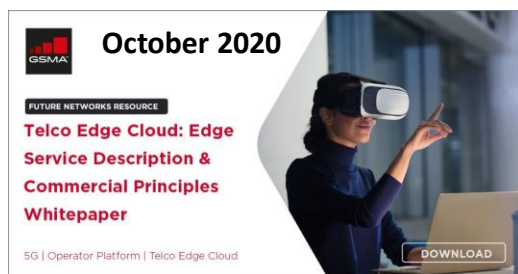 GSMA
October 2020
FUTURE NETWORKS RESOURCE
Telco Edge Cloud: Edge
Service Description &
Commercial Principles
Whitepaper
5G | Operator Platform | Telco Edge Cloud
DOWNLOAD